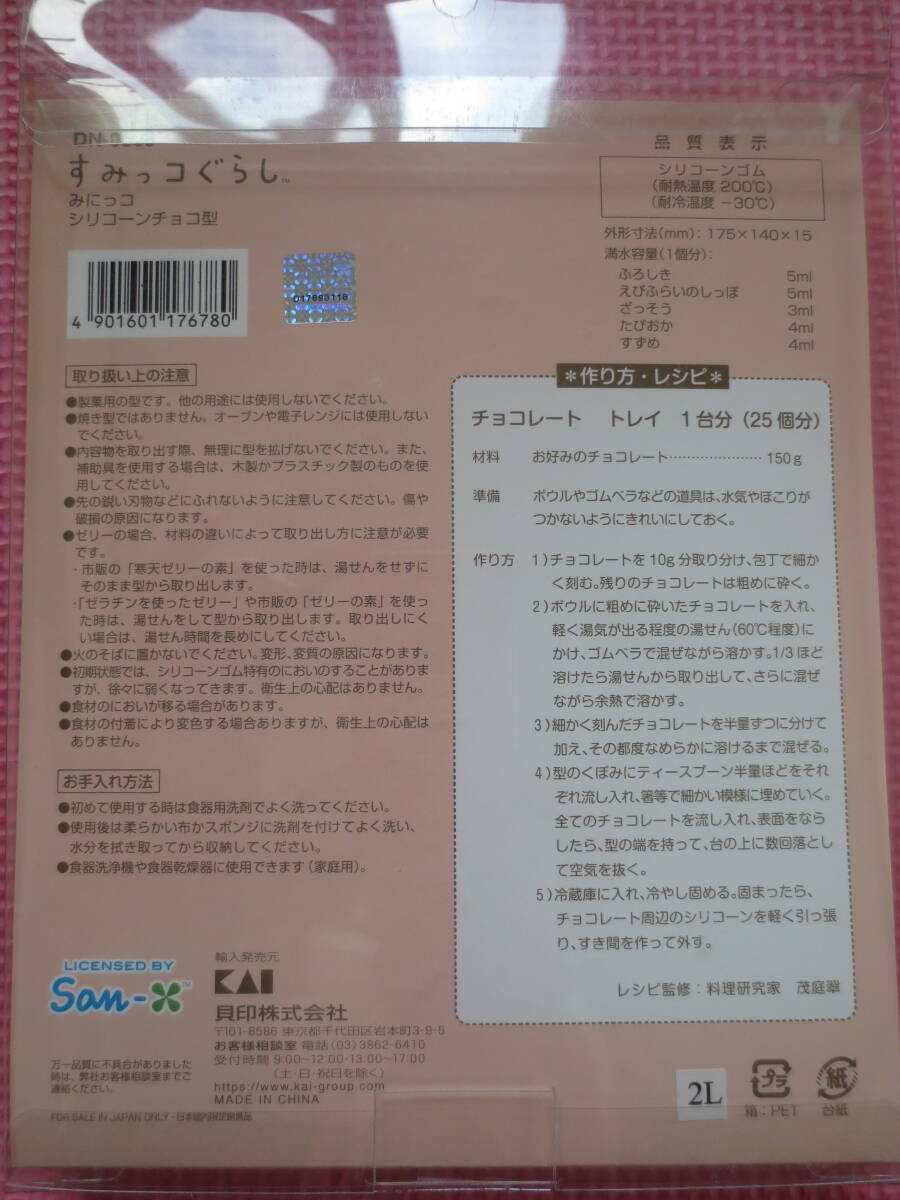 すみっコぐらし™
みにっコ
シリコーンチョコ型
4 901601 176780
取り扱い上の注意
●製菓用の型です。他の用途には使用しないでください。
●焼き型ではありません。オーブンや電子レンジには使用しない
でください。
●内容物を取り出す際、無理に型を拡げないでください。また、
補助具を使用する場合は、木製かプラスチック製のものを使
用してください。
●先の鋭い刃物などにふれないように注意してください。傷や
破損の原因になります。
●ゼリーの場合、材料の違いによって取り出し方に注意が必要
です。
・市販の「寒天ゼリーの素」を使った時は、湯せんをせずに
そのまま型から取り出します。
・「ゼラチンを使ったゼリー」や市販の「ゼリーの素」を使っ
た時は、湯せんをして型から取り出します。取り出しにく
い場合は、湯せん時間を長めにしてください。
●火のそばに置かないでください。変形、変質の原因になります。
●初期状態では、シリコーンゴム特有のにおいのすることがありま
すが、徐々に弱くなってきます。衛生上の心配はありません。
●食材のにおいが移る場合があります。
●食材の付着により変色する場合ありますが、衛生上の心配は
ありません。
お手入れ方法
●初めて使用する時は食器用洗剤でよく洗ってください。
●使用後は柔らかい布かスポンジに洗剤を付けてよく洗い、
水分を拭き取ってから収納してください。
●食器洗浄機や食器乾燥器に使用できます（家庭用）。
LICENSED BY
San-X™
万一品質に不具合がありました
時は、弊社お客様相談室までご
連絡ください。
FOR SALE IN JAPAN ONLY・日本国内限定販売品
輸入発売元
KAI
貝印株式会社
〒101-8586 東京都千代田区岩本町3-9-5
お客様相談室 電話(03)3862-6410
受付時間 9:00~12:00・13:00~17:00
（土・日・祝日を除く）
https://www.kai-group.com
MADE IN CHINA
品質表示
シリコーンゴム
（耐熱温度 200℃）
（耐冷温度 −30℃）
外形寸法(mm)：175×140×15
満水容量(1個分)：
ふろしき 5ml
えびふらいのしっぽ 5ml
ざっそう 3ml
たぴおか 4ml
すずめ 4ml
＊作り方・レシピ＊
チョコレート トレイ 1台分（25個分）
材料 お好みのチョコレート………………… 150g
準備 ボウルやゴムベラなどの道具は、水気やほこりが
つかないようにきれいにしておく。
作り方 1)チョコレートを10g分取り分け、包丁で細か
く刻む。残りのチョコレートは粗めに砕く。
2)ボウルに粗めに砕いたチョコレートを入れ、
軽く湯気が出る程度の湯せん(60℃程度)に
かけ、ゴムベラで混ぜながら溶かす。1/3ほど
溶けたら湯せんから取り出して、さらに混ぜ
ながら余熱で溶かす。
3)細かく刻んだチョコレートを半量ずつに分けて
加え、その都度なめらかに溶けるまで混ぜる。
4)型のくぼみにティースプーン半量ほどをそれ
ぞれ流し入れ、箸等で細かい模様に埋めていく。
全てのチョコレートを流し入れ、表面をなら
したら、型の端を持って、台の上に数回落とし
て空気を抜く。
5)冷蔵庫に入れ、冷やし固める。固まったら、
チョコレート周辺のシリコーンを軽く引っ張
り、すき間を作って外す。
レシピ監修：料理研究家 茂庭翠
2L
プラ
箱：PET
紙
台紙